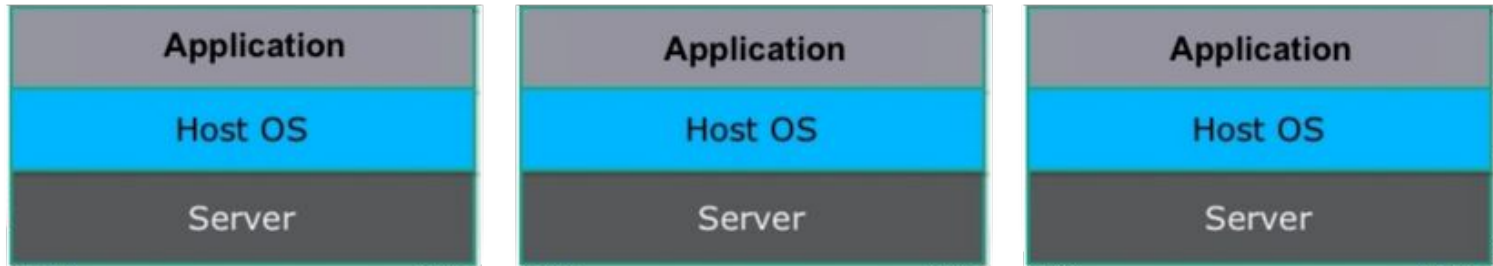 Application
Host OS
Server
Application
Host OS
Server
Application
Host OS
Server